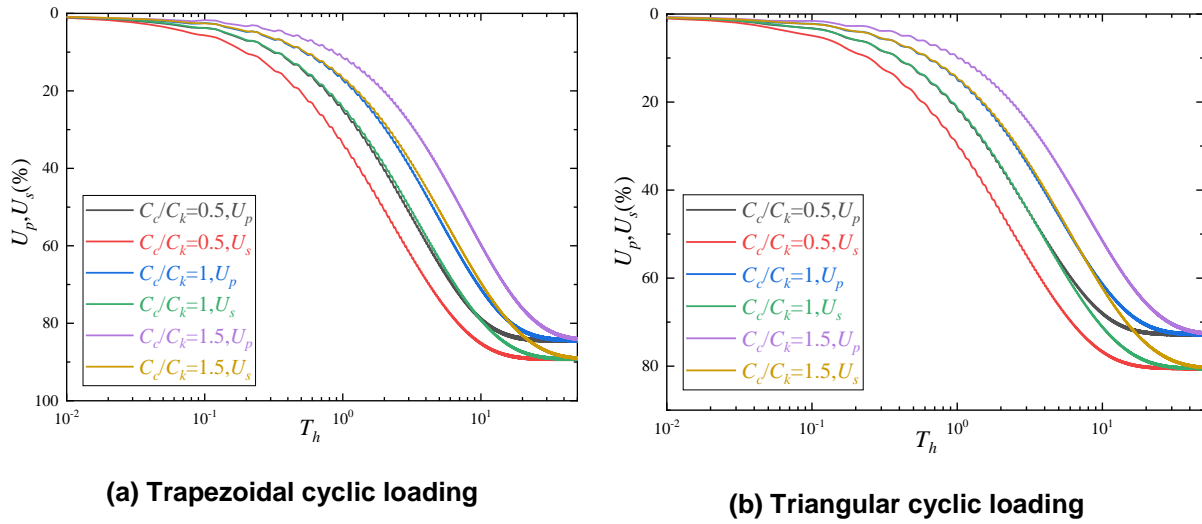 0
20
40
60
80
100
U_p,U_s(%)
C_c/C_k=0.5,U_p
C_c/C_k=0.5,U_s
C_c/C_k=1,U_p
C_c/C_k=1,U_s
C_c/C_k=1.5,U_p
C_c/C_k=1.5,U_s
10^-2 10^-1 10^0 10^1
T_h
(a) Trapezoidal cyclic loading
0
20
40
60
80
U_p,U_s(%)
C_c/C_k=0.5,U_p
C_c/C_k=0.5,U_s
C_c/C_k=1,U_p
C_c/C_k=1,U_s
C_c/C_k=1.5,U_p
C_c/C_k=1.5,U_s
10^-2 10^-1 10^0 10^1
T_h
(b) Triangular cyclic loading